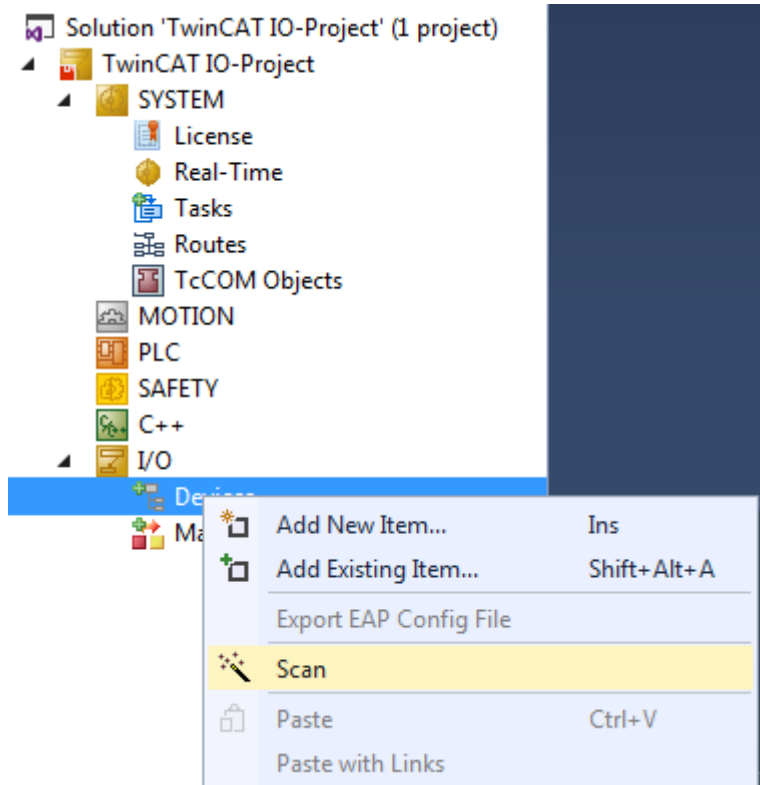 Solution 'TwinCAT IO-Project' (1 project)
TwinCAT IO-Project
SYSTEM
License
Real-Time
Tasks
Routes
TcCOM Objects
MOTION
PLC
SAFETY
C++
I/O
Devices
Add New Item... Ins
Add Existing Item... Shift+Alt+A
Export EAP Config File
Scan
Paste Ctrl+V
Paste with Links